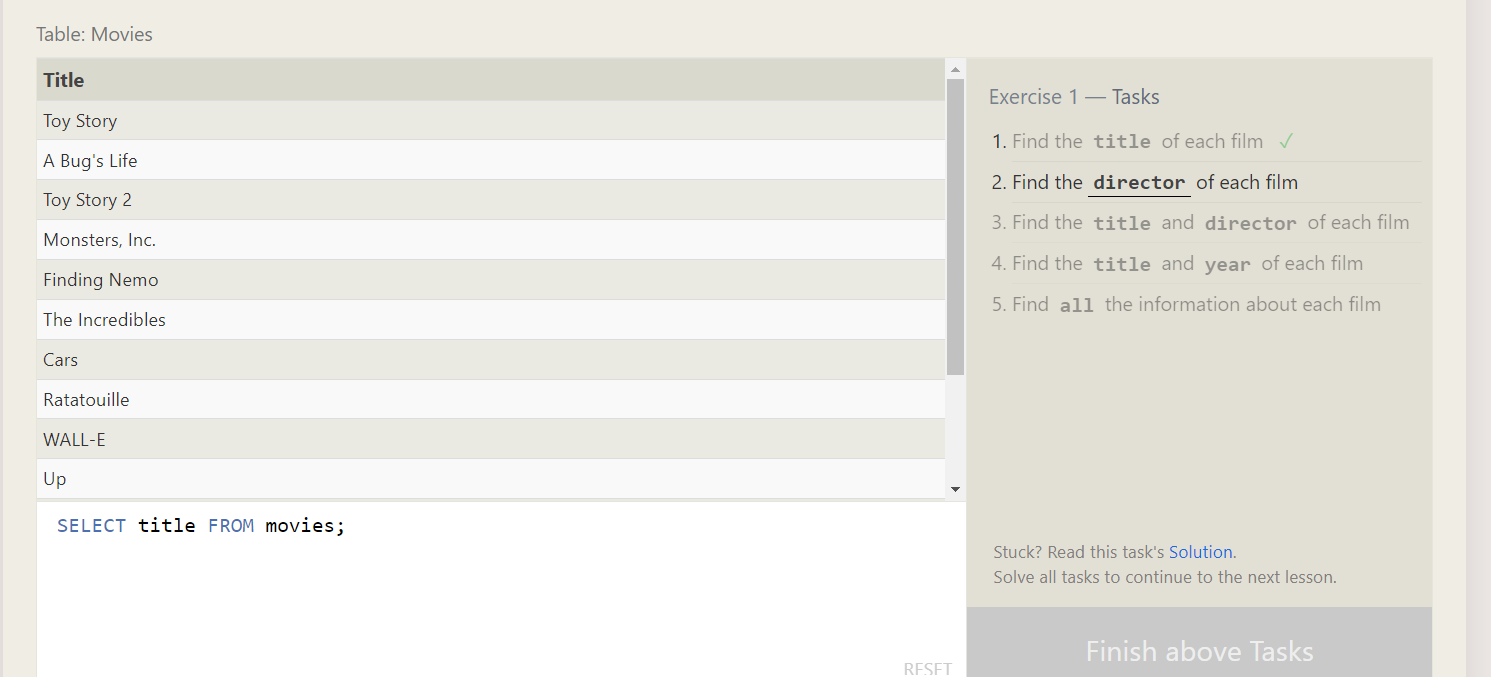 Table: Movies
Title
Toy Story
A Bug's Life
Toy Story 2
Monsters, Inc.
Finding Nemo
The Incredibles
Cars
Ratatouille
WALL-E
Up
SELECT title FROM movies;
RESET
Exercise 1 — Tasks
1. Find the title of each film ✓
2. Find the director of each film
3. Find the title and director of each film
4. Find the title and year of each film
5. Find all the information about each film
Stuck? Read this task's Solution.
Solve all tasks to continue to the next lesson.
Finish above Tasks